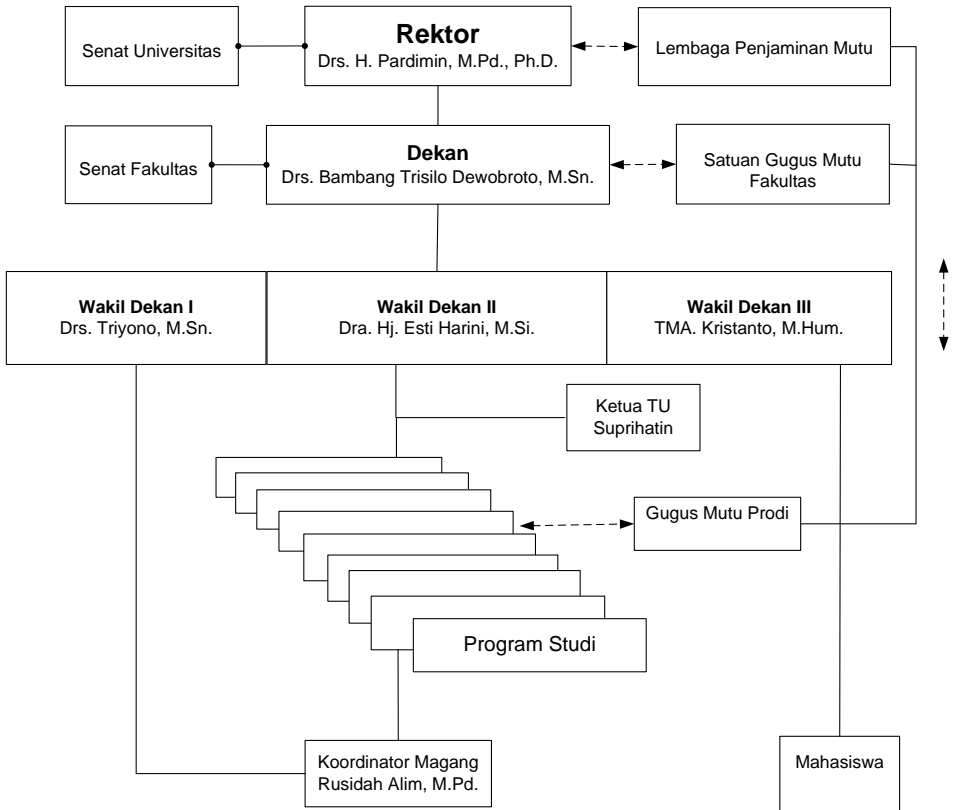 Senat Universitas
Rektor
Drs. H. Pardimin, M.Pd., Ph.D.
Lembaga Penjaminan Mutu
Senat Fakultas
Dekan
Drs. Bambang Trisilo Dewobroto, M.Sn.
Satuan Gugus Mutu
Fakultas
Wakil Dekan I
Drs. Triyono, M.Sn.
Wakil Dekan II
Dra. Hj. Esti Harini, M.Si.
Wakil Dekan III
TMA. Kristanto, M.Hum.
Ketua TU
Suprihatin
Gugus Mutu Prodi
Program Studi
Koordinator Magang
Rusidah Alim, M.Pd.
Mahasiswa